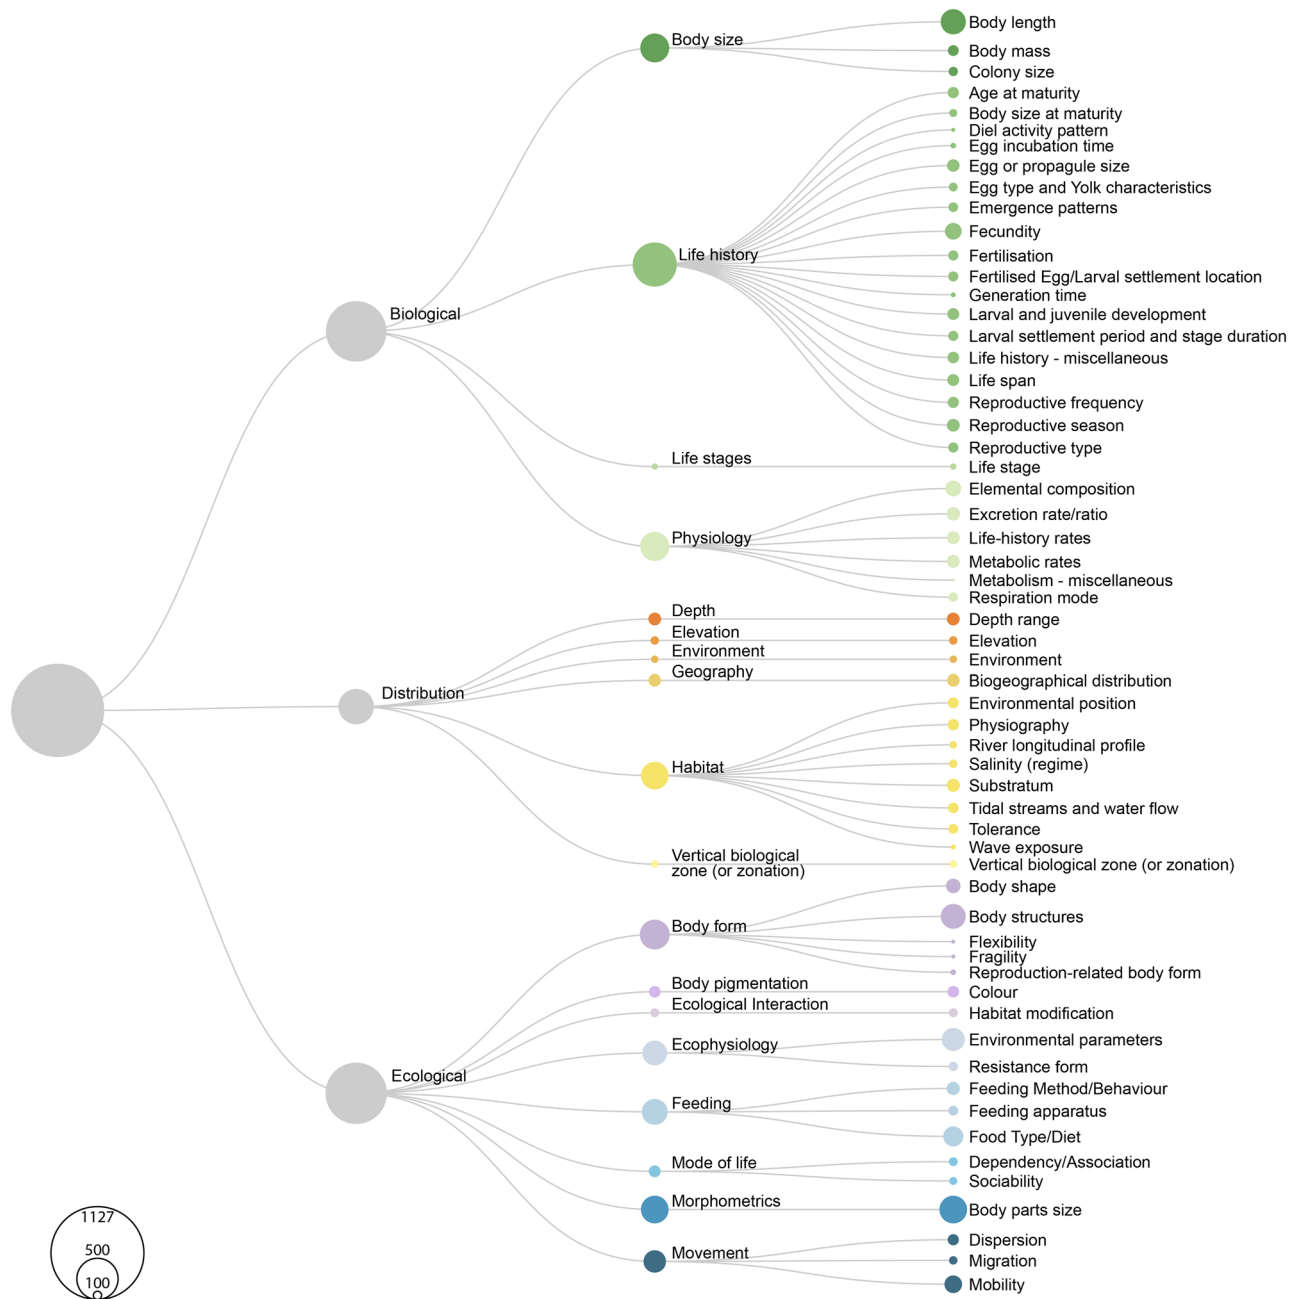 Body size
Body length
Body mass
Colony size
Age at maturity
Body size at maturity
Diel activity pattern
Egg incubation time
Egg or propagule size
Egg type and Yolk characteristics
Emergence patterns
Fecundity
Life history
Fertilisation
Fertilised Egg/Larval settlement location
Generation time
Biological
Larval and juvenile development
Larval settlement period and stage duration
Life history - miscellaneous
Life span
Reproductive frequency
Reproductive season
Reproductive type
Life stages
Life stage
Elemental composition
Excretion rate/ratio
Physiology
Life-history rates
Metabolic rates
Metabolism - miscellaneous
Respiration mode
Depth
Depth range
Elevation
Elevation
Environment
Environment
Geography
Biogeographical distribution
Distribution
Environmental position
Physiography
River longitudinal profile
Habitat
Salinity (regime)
Substratum
Tidal streams and water flow
Tolerance
Wave exposure
Vertical biological
zone (or zonation)
Vertical biological zone (or zonation)
Body shape
Body form
Body structures
Flexibility
Fragility
Reproduction-related body form
Body pigmentation
Colour
Ecological Interaction
Habitat modification
Ecophysiology
Environmental parameters
Resistance form
Ecological
Feeding
Feeding Method/Behaviour
Feeding apparatus
Food Type/Diet
Mode of life
Dependency/Association
Sociability
Morphometrics
Body parts size
Movement
Dispersion
Migration
Mobility
1127
500
100